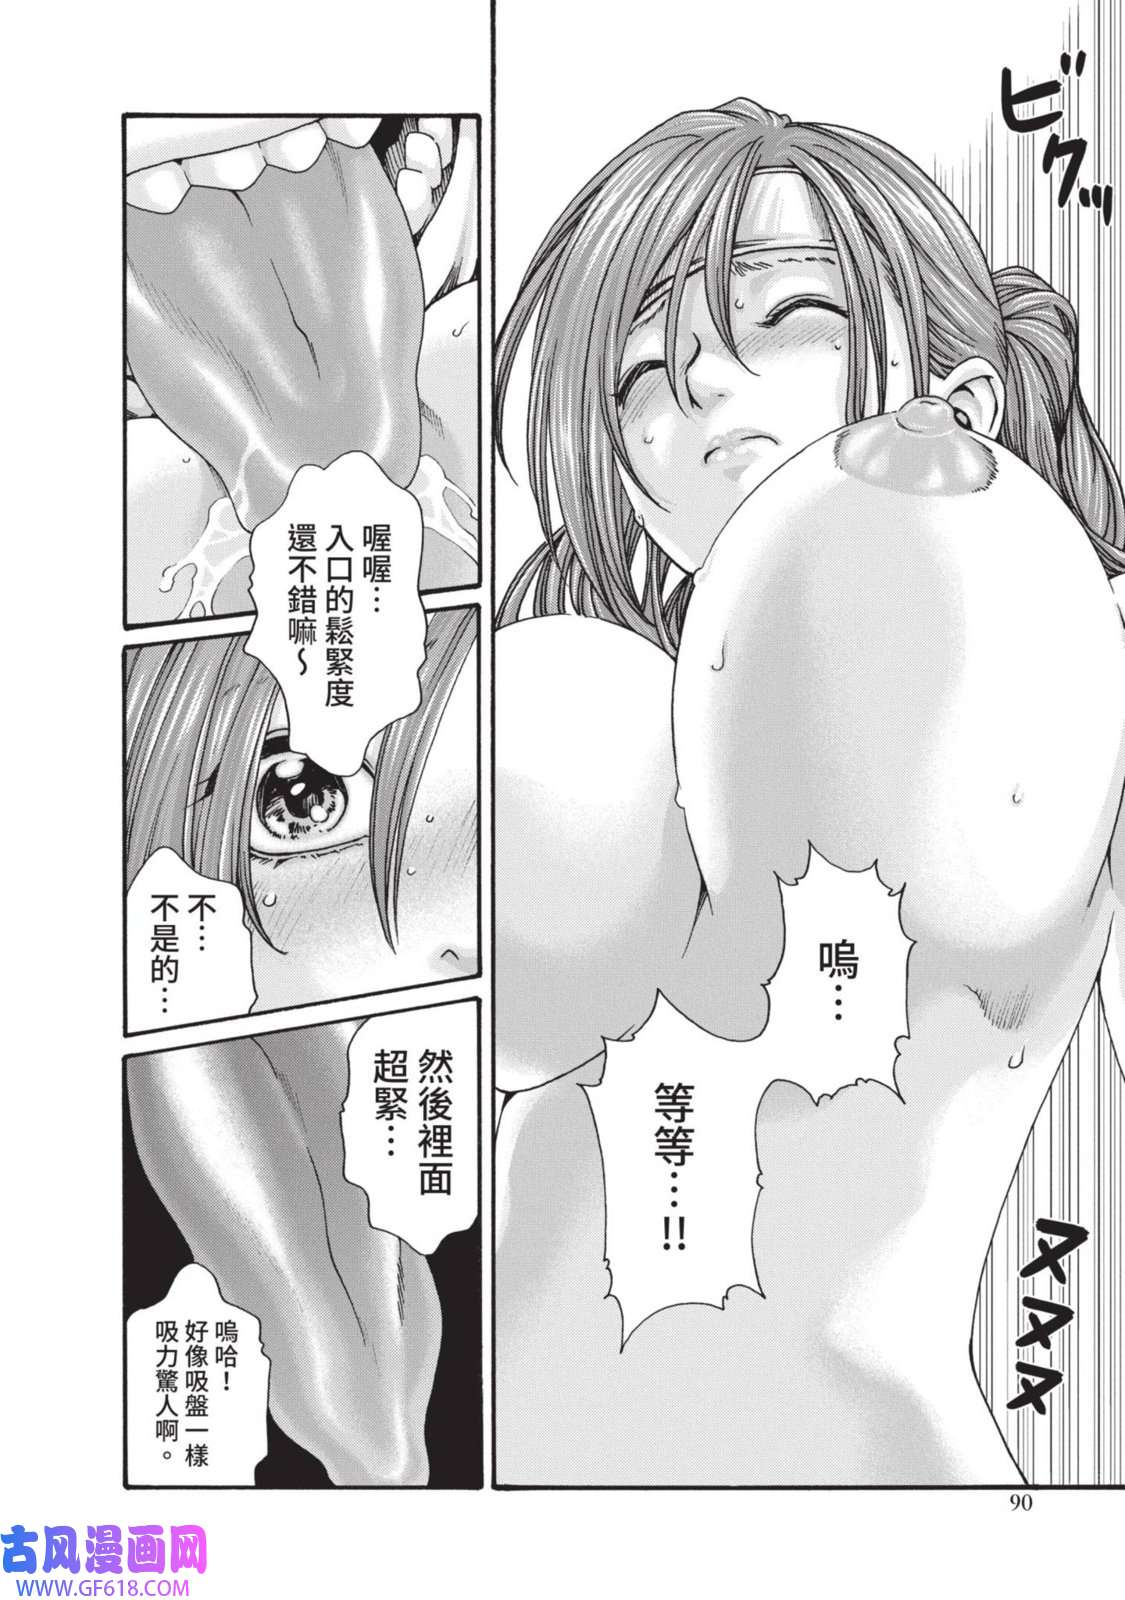 ビクッ
嗚…
等等…!!
ヌヌヌ
喔喔…
入口的鬆緊度
還不錯嘛～
不…
不是的…
然後裡面
超緊…
嗚哈！
好像吸盤一樣
吸力驚人啊。
90
古风漫画网
WWW.GF618.COM